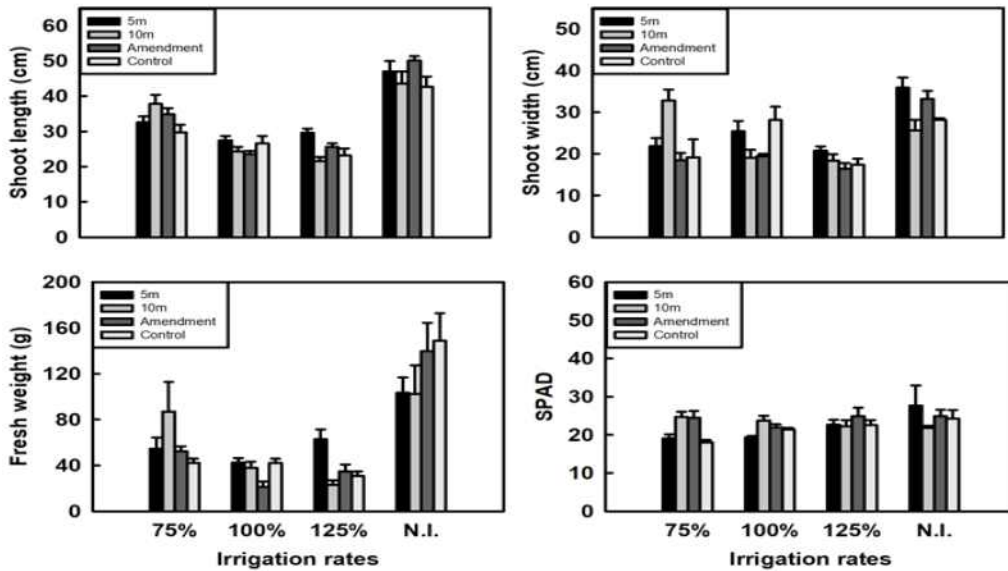 60
50
40
30
20
10
0
Shoot length (cm)
5m
10m
Amendment
Control
50
40
30
20
10
0
Shoot width (cm)
5m
10m
Amendment
Control
200
160
120
80
40
0
Fresh weight (g)
5m
10m
Amendment
Control
75% 100% 125% N.I.
Irrigation rates
60
50
40
30
20
10
0
SPAD
5m
10m
Amendment
Control
75% 100% 125% N.I.
Irrigation rates